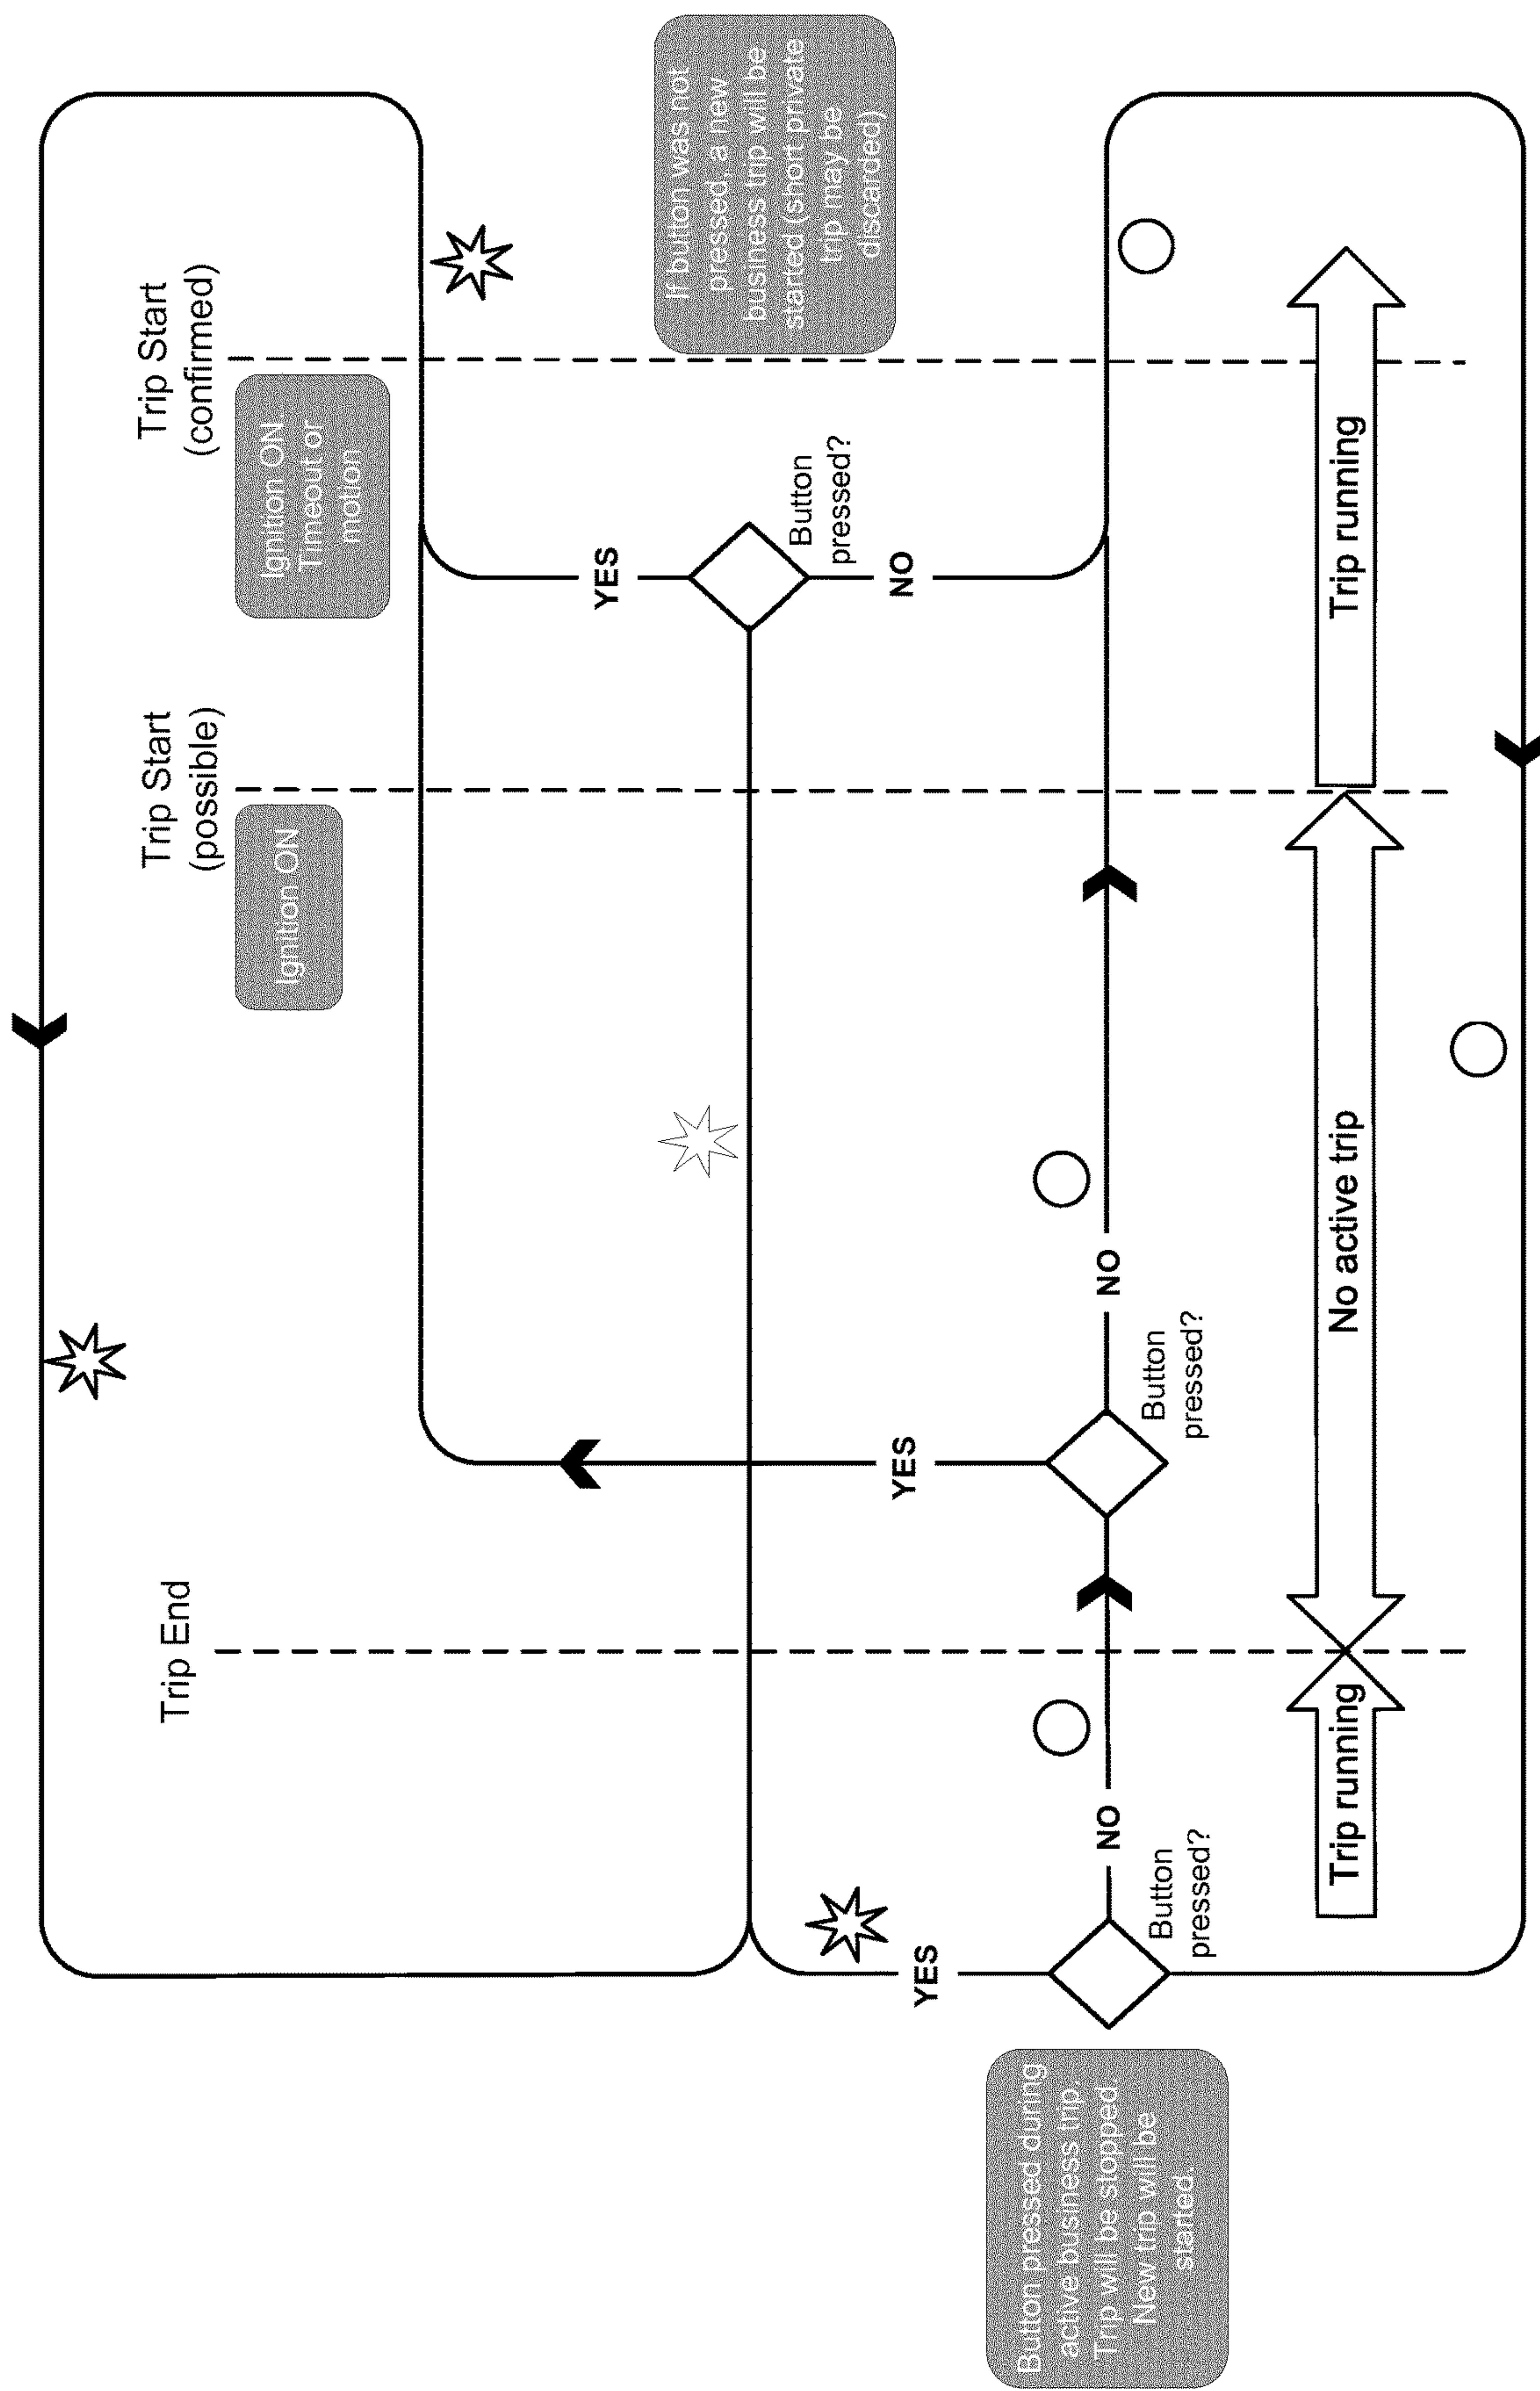 Trip End
Trip Start
(possible)
Trip Start
(confirmed)
Ignition ON
Ignition ON.
Timeout or
motion
If button was not
pressed, a new
business trip will be
started (short private
trip may be
discarded)
YES
Button
pressed?
NO
YES
NO
Button
pressed?
YES
NO
Button
pressed?
Button pressed during
active business trip.
Trip will be stopped.
New trip will be
started.
Trip running
No active trip
Trip running